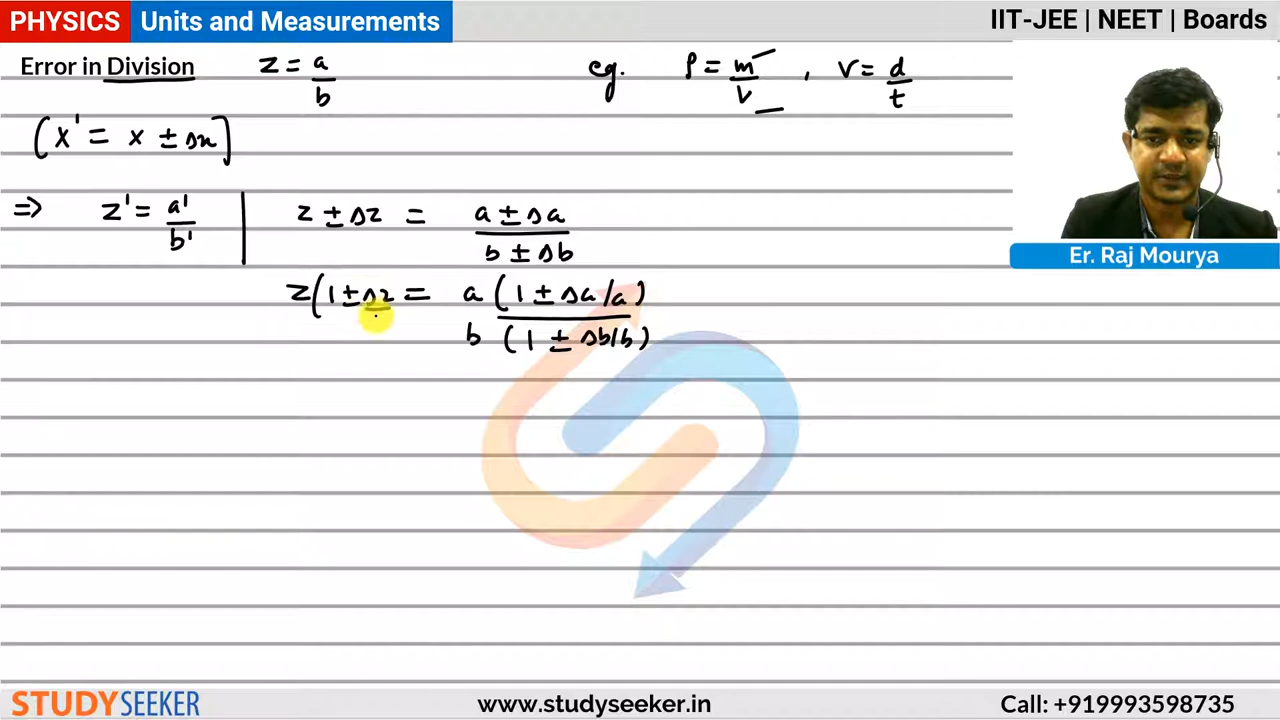 PHYSICS Units and Measurements
IIT-JEE | NEET | Boards
Error in Division z = a/b eg. ρ = m/v , v = d/t
(x' = x ± Δx]
⇒ z' = a'/b' | z ± Δz = a ± Δa / b ± Δb
Er. Raj Mourya
z(1 ± Δz = a (1 ± Δa/a) / b (1 ± Δb/b)
STUDYSEEKER www.studyseeker.in Call: +919993598735